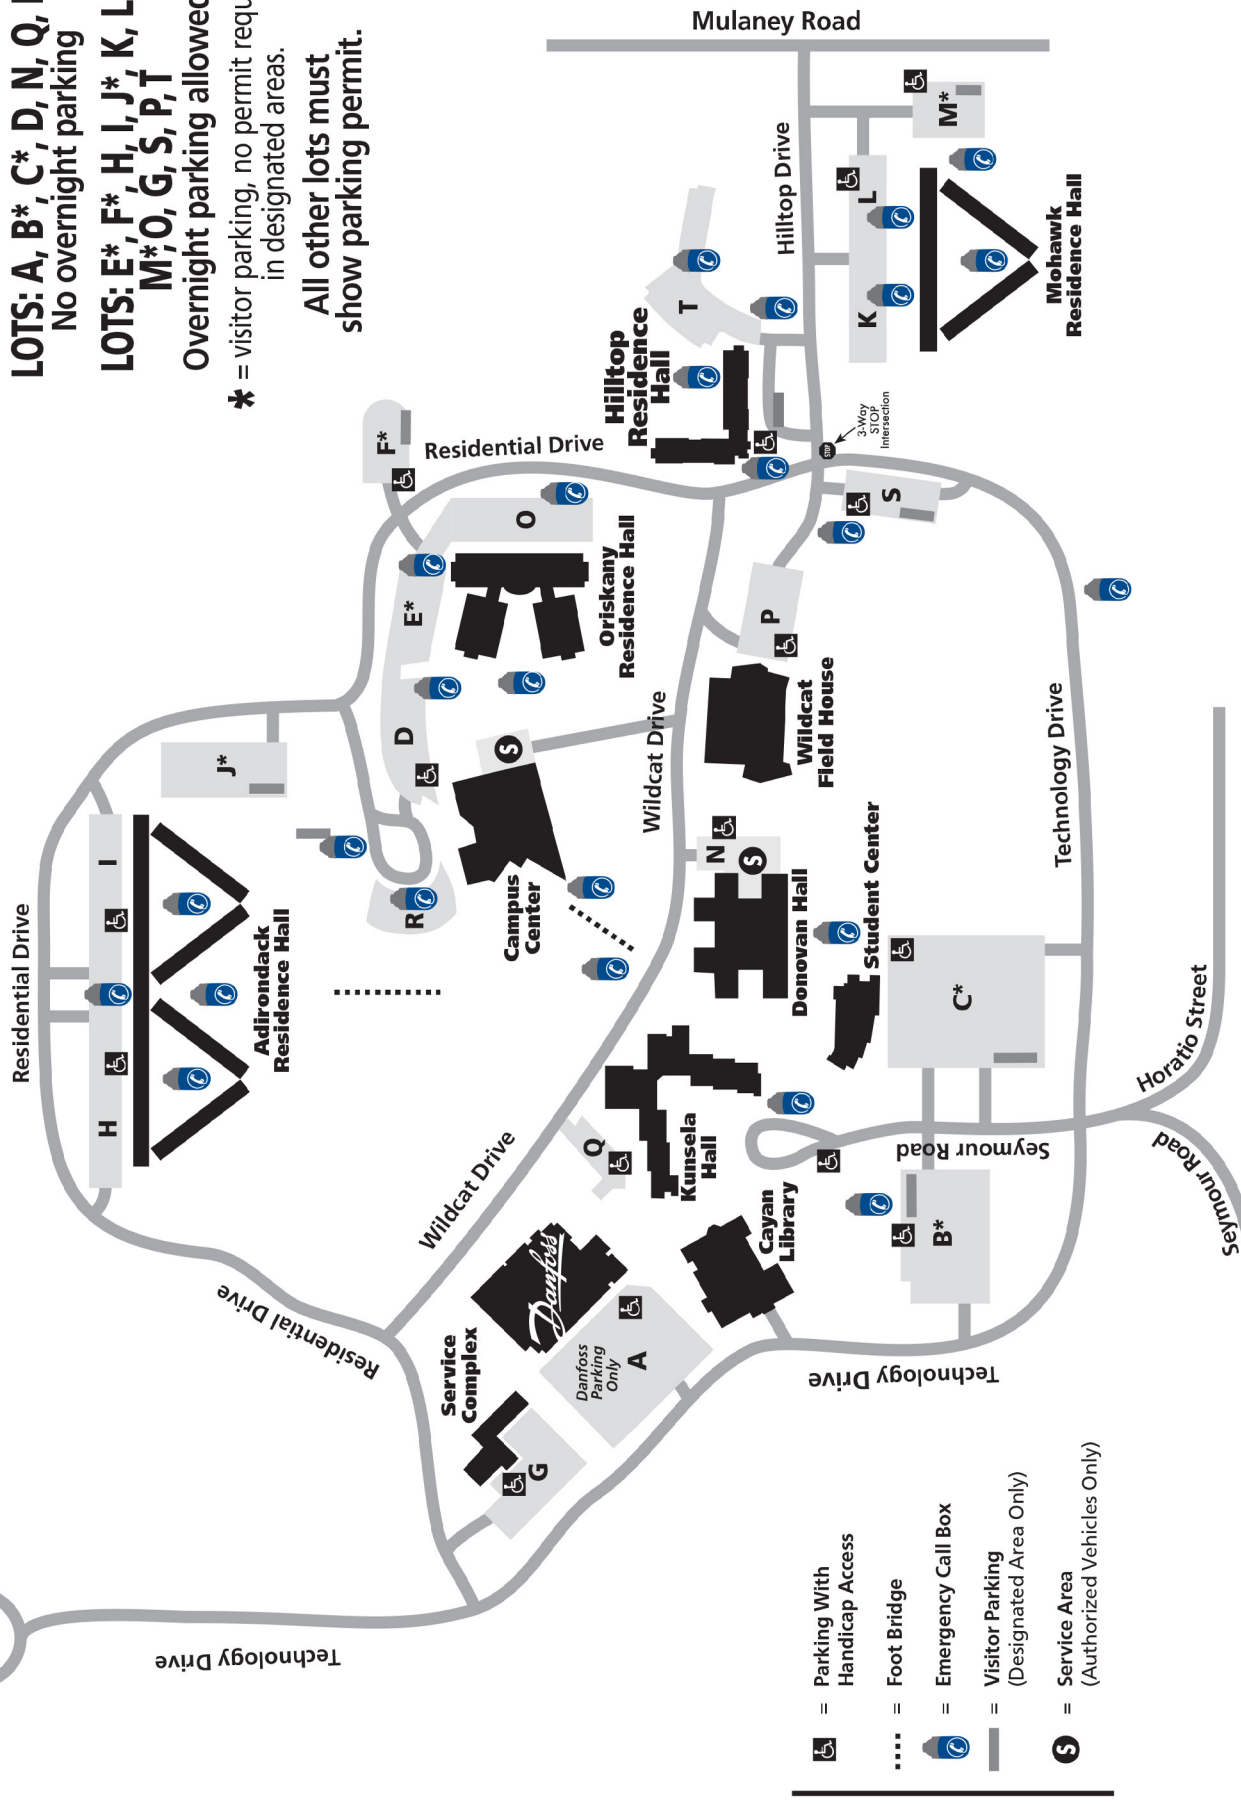 LOTS: A, B*, C*, D, N, Q,
No overnight parking
LOTS: E*, F*, H, I, J*, K, L
M*, O, G, S, P, T
Overnight parking allowed
* = visitor parking, no permit
in designated areas.
All other lots must
show parking permit.
Mulaney Road
Hilltop Drive
M*
L
K
Mohawk
Residence Hall
T
Hilltop
Residence
Hall
STOP
3-Way
STOP
Intersection
F*
Residential Drive
O
Oriskany
Residence Hall
E*
D
S
P
Wildcat
Field House
Wildcat Drive
Technology Drive
J*
I
H
Residential Drive
Adirondack
Residence Hall
R
Campus
Center
S
N
S
Donovan Hall
Student Center
C*
Horatio Street
Seymour Road
Seymour Road
Seymour
Kunsela
Hall
Q
Wildcat Drive
Cayan
Library
B*
Residential Drive
Danfoss
Danfoss
Parking
Only
A
Service
Complex
G
Technology Drive
Technology Drive
= Parking With
Handicap Access
= Foot Bridge
= Emergency Call Box
= Visitor Parking
(Designated Area Only)
S = Service Area
(Authorized Vehicles Only)